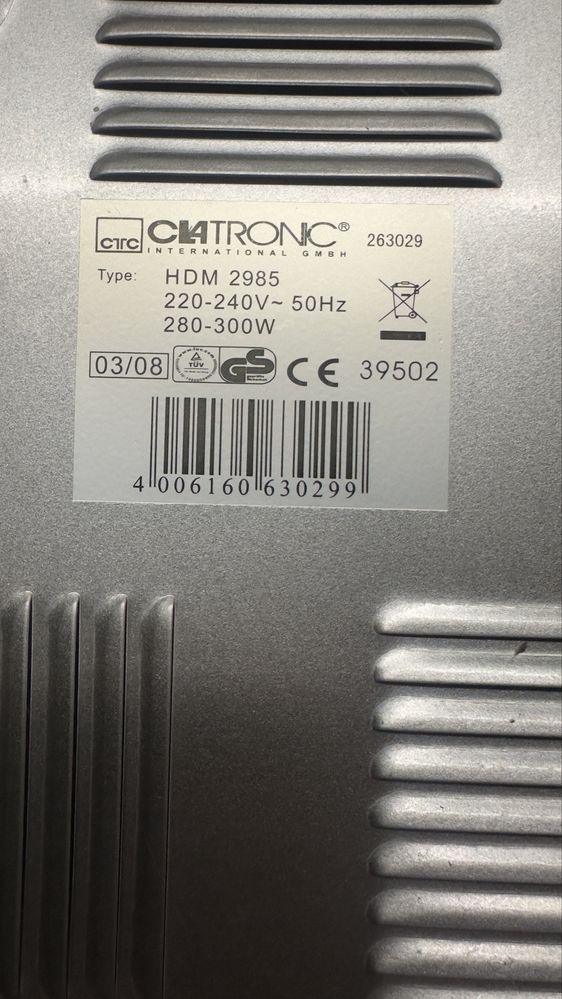 CTC CLATRONIC® 263029
INTERNATIONAL GMBH
Type: HDM 2985
220-240V~ 50Hz
280-300W
03/08 TÜV GS CE 39502
4 006160 630299